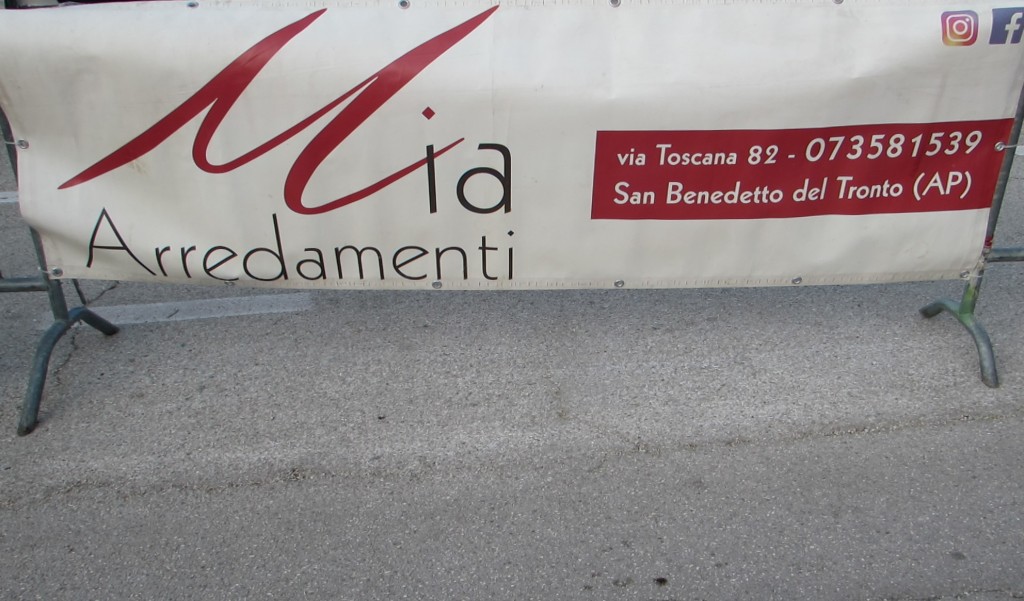 Mia
Arredamenti
via Toscana 82 - 073581539
San Benedetto del Tronto (AP)